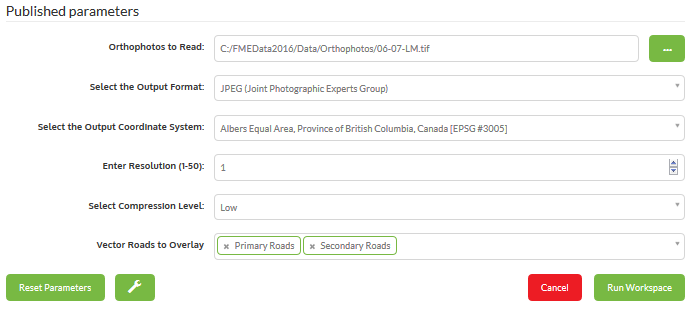 Published parameters
Orthophotos to Read: C:/FMEData2016/Data/Orthophotos/06-07-LM.tif ...
Select the Output Format: JPEG (Joint Photographic Experts Group)
Select the Output Coordinate System: Albers Equal Area, Province of British Columbia, Canada [EPSG #3005]
Enter Resolution (1-50): 1
Select Compression Level: Low
Vector Roads to Overlay × Primary Roads × Secondary Roads
Reset Parameters Cancel Run Workspace